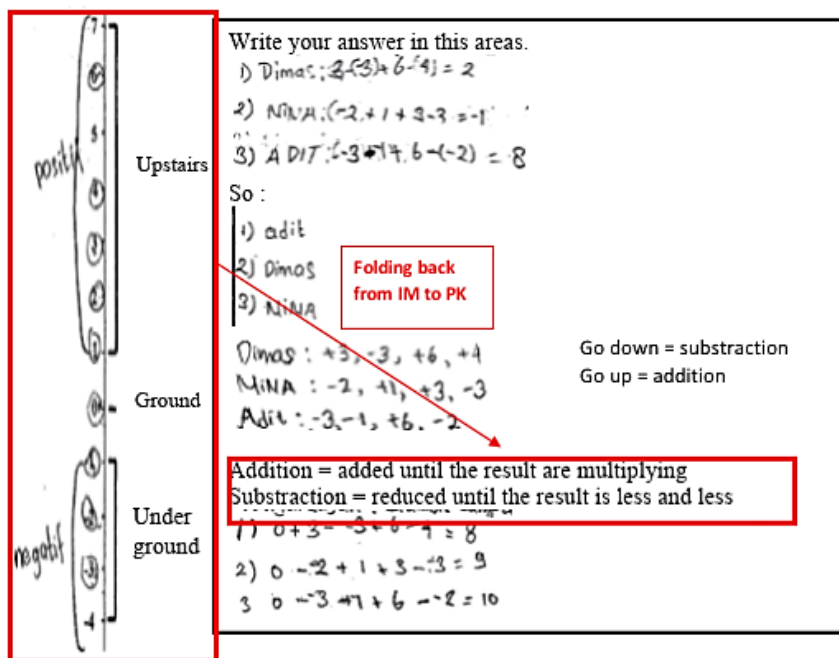 7
6
5
4
3
2
1
0
-3
-4
positif
negatif
Upstairs
Ground
Under
ground
Write your answer in this areas.
1) Dimas: 3-(3)+6-(4) = 2
2) NINA: (-2+1+3-3 = -1
3) ADIT: 6-(-2) = 8
So :
1) adit
2) Dimas
3) NINA
Folding back
from IM to PK
Dimas : +3, -3, +6, +4
NINA : -2, +1, +3, -3
Adit : -3, -1, +6, -2
Go down = substraction
Go up = addition
Addition = added until the result are multiplying
Substraction = reduced until the result is less and less
1) 0+3--3+6-4 = 8
2) 0--2+1+3--3 = 9
3 0--3+1+6--2 = 10